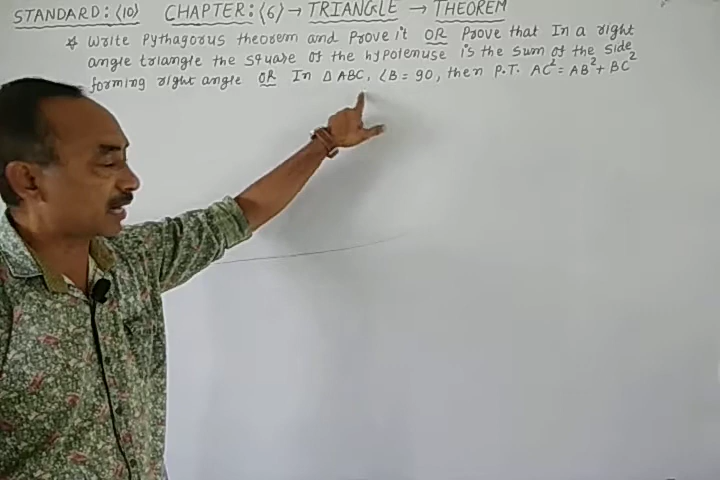 STANDARD: <10> CHAPTER: <6> → TRIANGLE → THEOREM
* Write Pythagorus theorem and Prove it OR Prove that In a right
angle triangle the square of the hypotenuse is the sum of the side
forming right angle OR In △ ABC, ∠B = 90, then P.T. AC² = AB² + BC²